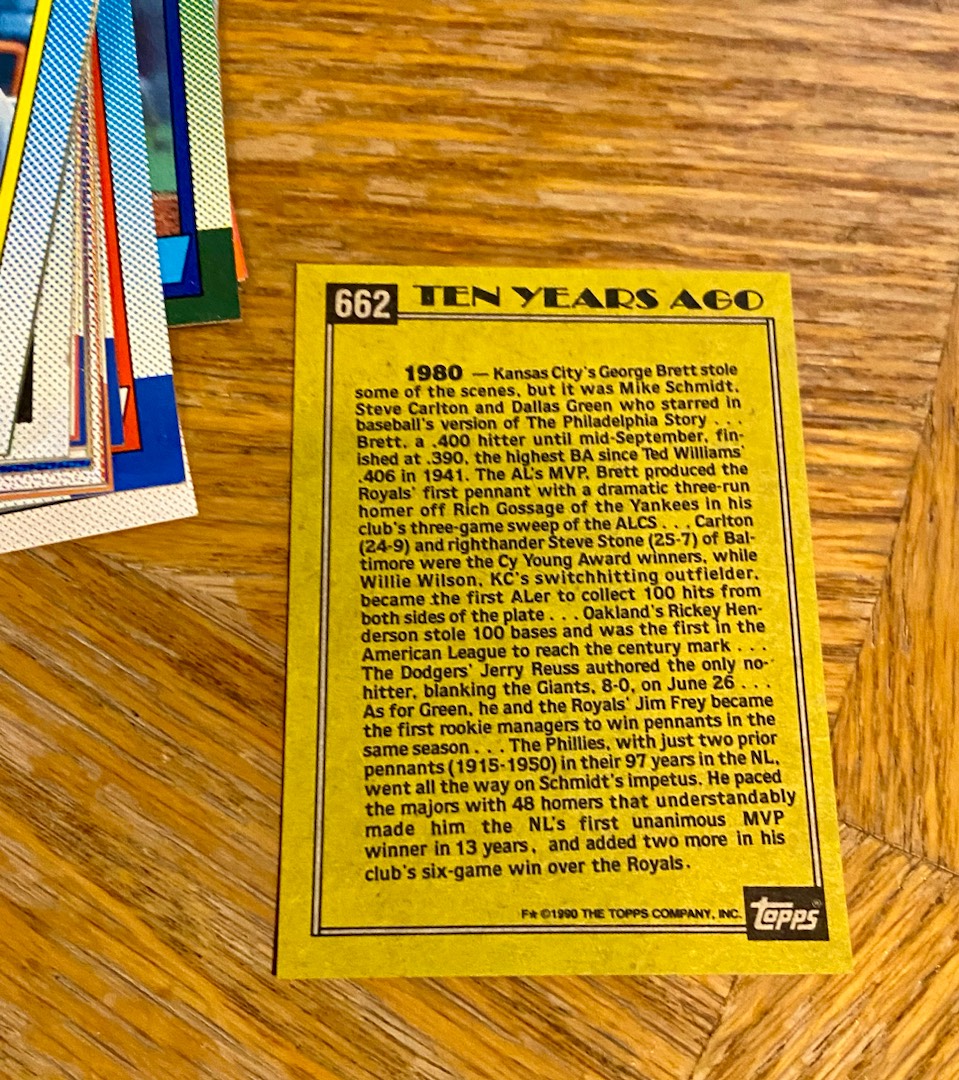 662 TEN YEARS AGO
1980 — Kansas City's George Brett stole
some of the scenes, but it was Mike Schmidt,
Steve Carlton and Dallas Green who starred in
baseball's version of The Philadelphia Story . . .
Brett, a .400 hitter until mid-September, fin-
ished at .390, the highest BA since Ted Williams'
.406 in 1941. The AL's MVP, Brett produced the
Royals' first pennant with a dramatic three-run
homer off Rich Gossage of the Yankees in his
club's three-game sweep of the ALCS . . . Carlton
(24-9) and righthander Steve Stone (25-7) of Bal-
timore were the Cy Young Award winners, while
Willie Wilson, KC's switchhitting outfielder,
became the first ALer to collect 100 hits from
both sides of the plate . . . Oakland's Rickey Hen-
derson stole 100 bases and was the first in the
American League to reach the century mark . . .
The Dodgers' Jerry Reuss authored the only no-
hitter, blanking the Giants, 8-0, on June 26 . . .
As for Green, he and the Royals' Jim Frey became
the first rookie managers to win pennants in the
same season . . . The Phillies, with just two prior
pennants (1915-1950) in their 97 years in the NL,
went all the way on Schmidt's impetus. He paced
the majors with 48 homers that understandably
made him the NL's first unanimous MVP
winner in 13 years, and added two more in his
club's six-game win over the Royals.
F★ ©1990 THE TOPPS COMPANY, INC. TOPPS®